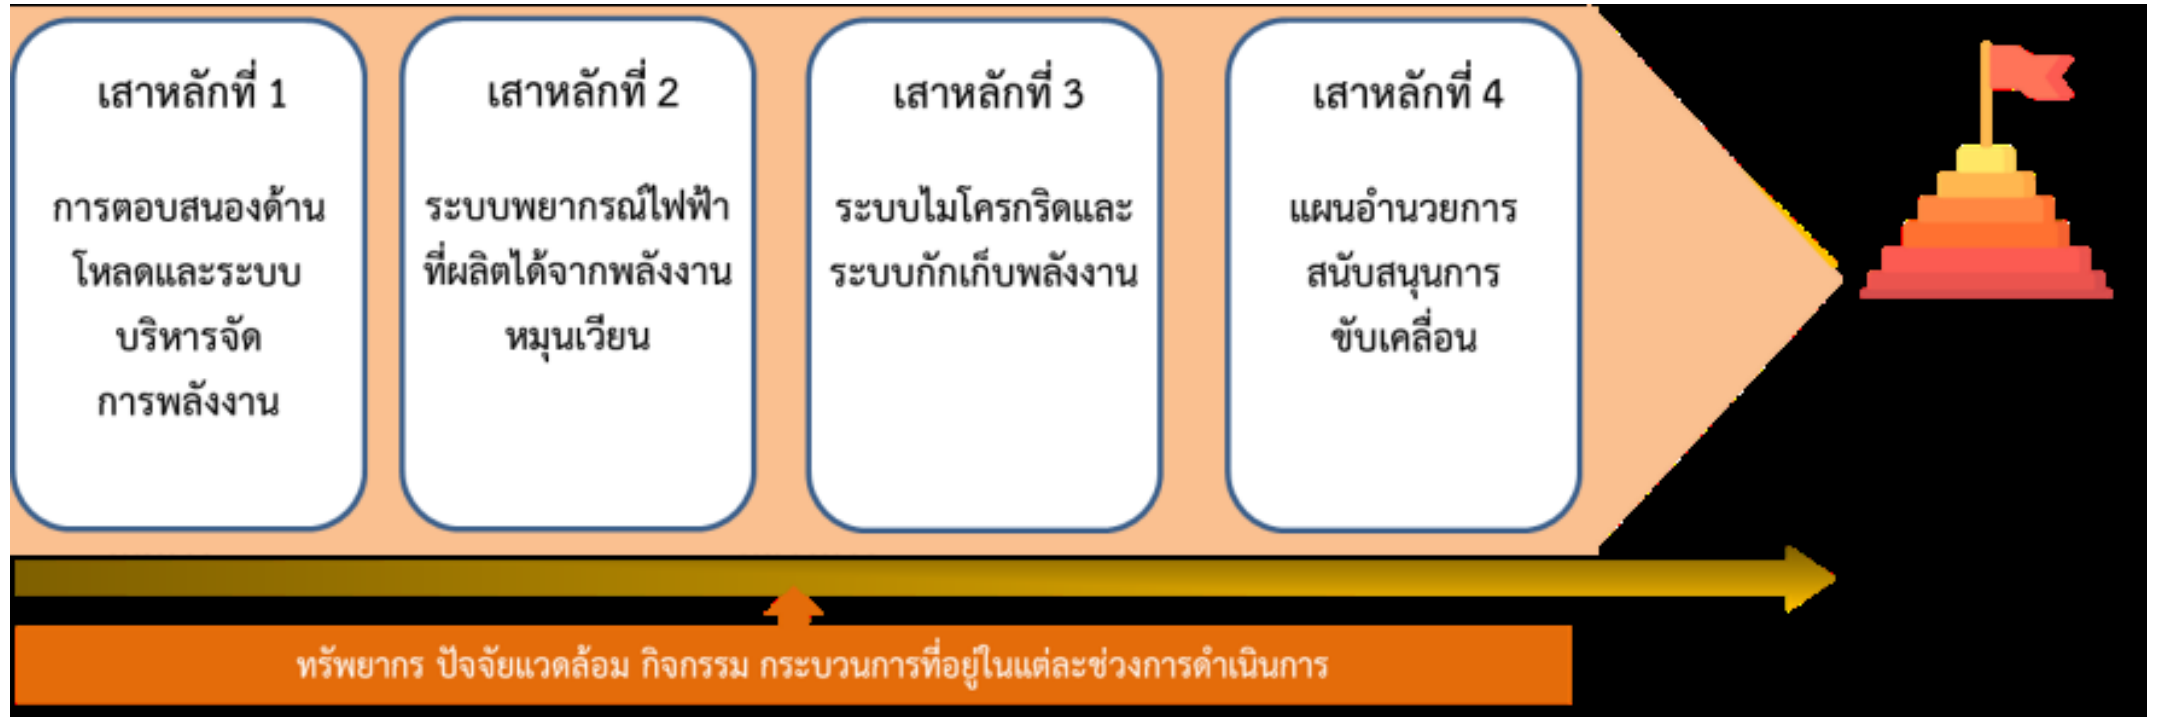 เสาหลักที่ 1
การตอบสนองด้าน
โหลดและระบบ
บริหารจัด
การพลังงาน
เสาหลักที่ 2
ระบบพยากรณ์ไฟฟ้า
ที่ผลิตได้จากพลังงาน
หมุนเวียน
เสาหลักที่ 3
ระบบไมโครกริดและ
ระบบกักเก็บพลังงาน
เสาหลักที่ 4
แผนอำนวยการ
สนับสนุนการ
ขับเคลื่อน
ทรัพยากร ปัจจัยแวดล้อม กิจกรรม กระบวนการที่อยู่ในแต่ละช่วงการดำเนินการ